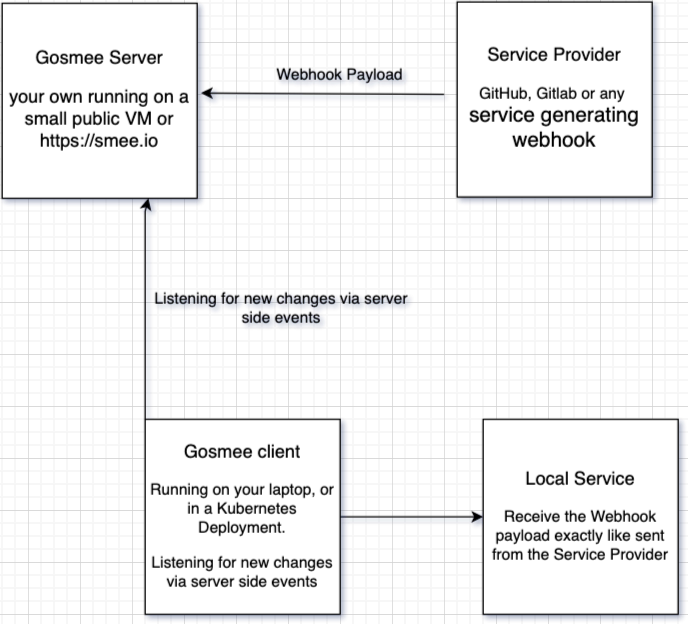 Gosmee Server
your own running on a
small public VM or
https://smee.io
Webhook Payload
Service Provider
GitHub, Gitlab or any
service generating
webhook
Listening for new changes via server
side events
Gosmee client
Running on your laptop, or
in a Kubernetes
Deployment.
Listening for new changes
via server side events
Local Service
Receive the Webhook
payload exactly like sent
from the Service Provider